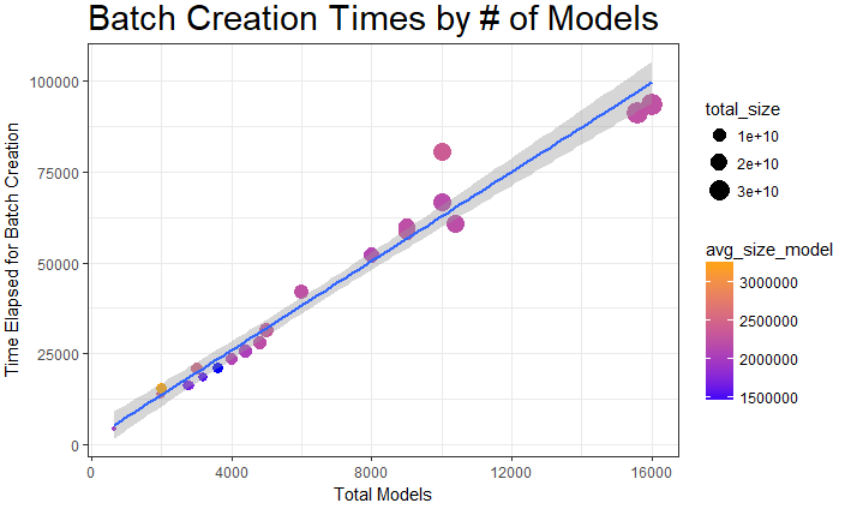 Batch Creation Times by # of Models
Time Elapsed for Batch Creation
100000
75000
50000
25000
0
0 4000 8000 12000 16000
Total Models
total_size
1e+10
2e+10
3e+10
avg_size_model
3000000
2500000
2000000
1500000